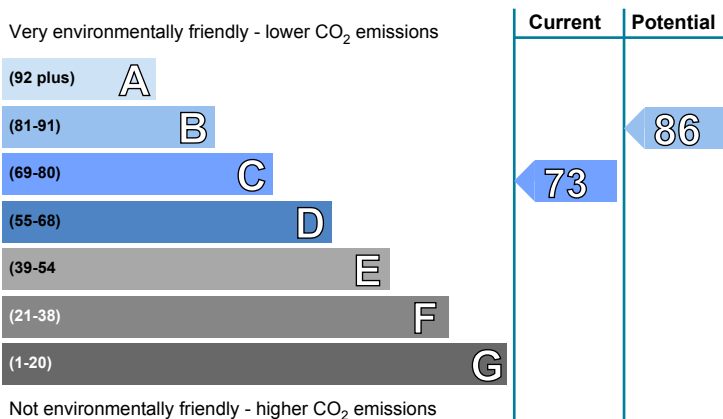 Very environmentally friendly - lower CO2 emissions
Current
Potential
(92 plus) A
(81-91) B
86
(69-80) C
73
(55-68) D
(39-54 E
(21-38) F
(1-20) G
Not environmentally friendly - higher CO2 emissions